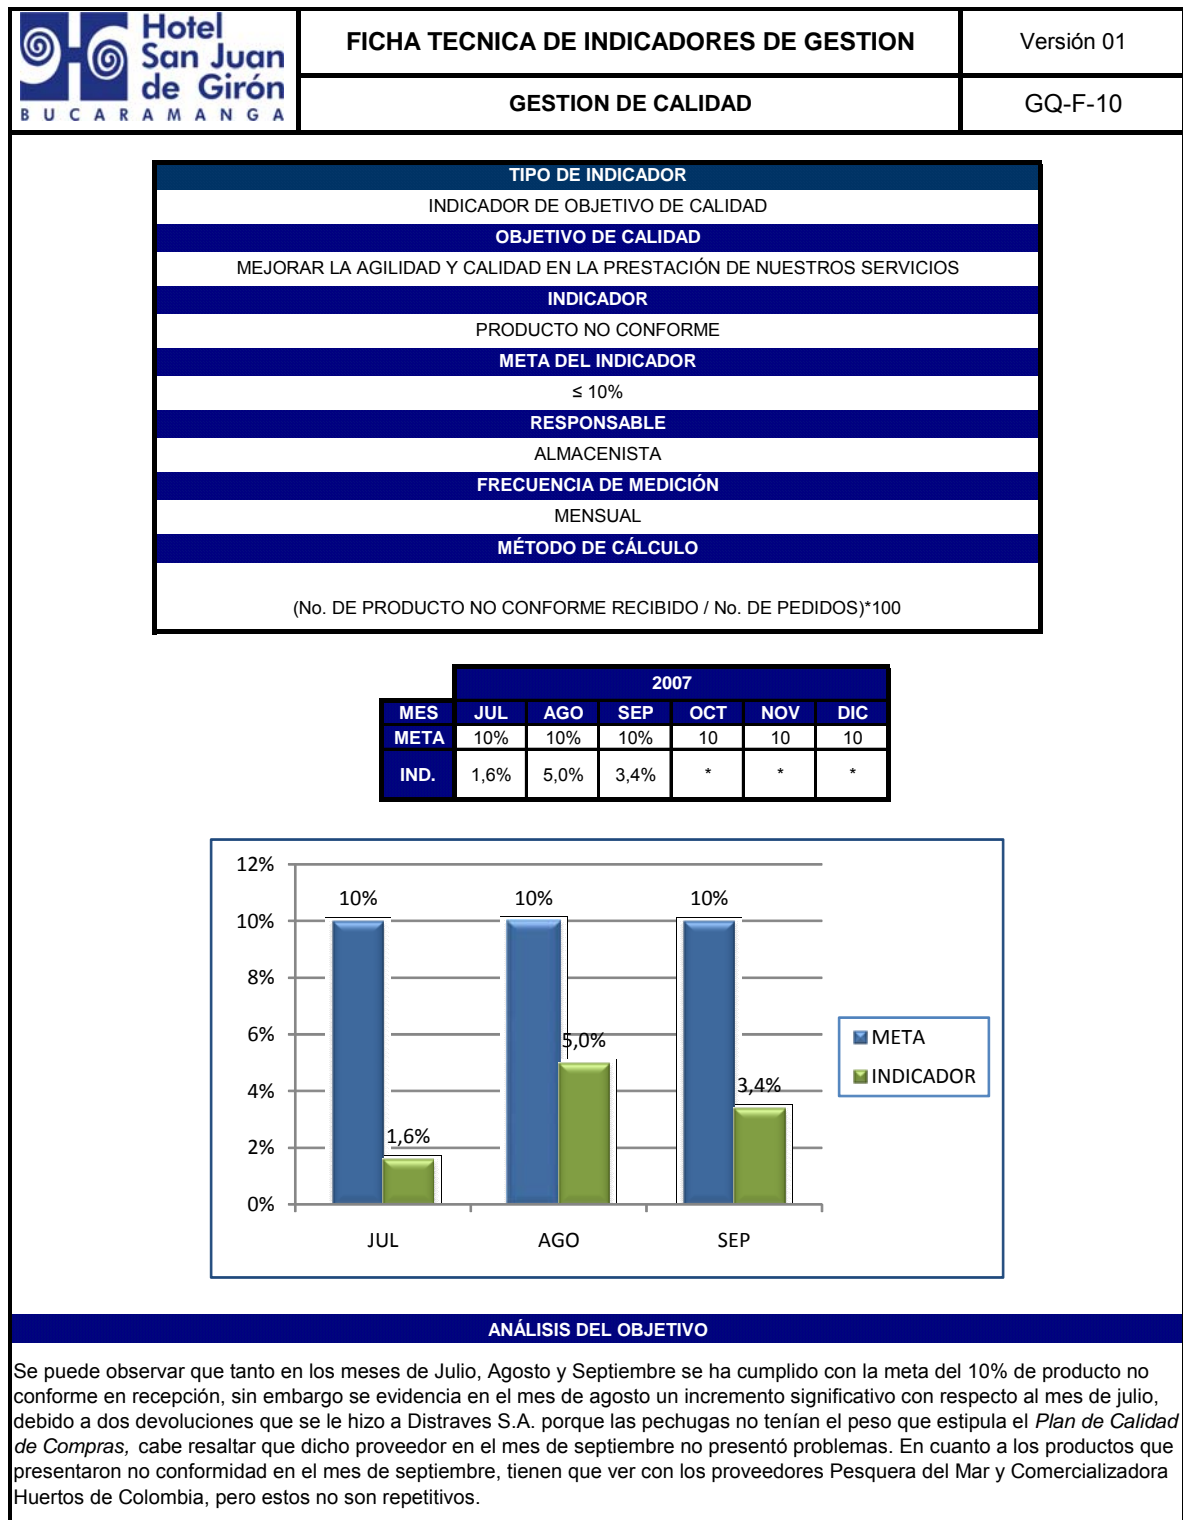 Hotel
San Juan
de Girón
BUCARAMANGA
FICHA TECNICA DE INDICADORES DE GESTION
Versión 01
GESTION DE CALIDAD
GQ-F-10
TIPO DE INDICADOR
INDICADOR DE OBJETIVO DE CALIDAD
OBJETIVO DE CALIDAD
MEJORAR LA AGILIDAD Y CALIDAD EN LA PRESTACIÓN DE NUESTROS SERVICIOS
INDICADOR
PRODUCTO NO CONFORME
META DEL INDICADOR
≤ 10%
RESPONSABLE
ALMACENISTA
FRECUENCIA DE MEDICIÓN
MENSUAL
MÉTODO DE CÁLCULO
(No. DE PRODUCTO NO CONFORME RECIBIDO / No. DE PEDIDOS)*100
2007
MES JUL AGO SEP OCT NOV DIC
META 10% 10% 10% 10 10 10
IND. 1,6% 5,0% 3,4% * * *
12%
10% 10% 10%
10%
8%
6%
5,0%
4%
3,4%
2%
1,6%
0%
JUL AGO SEP
META
INDICADOR
ANÁLISIS DEL OBJETIVO
Se puede observar que tanto en los meses de Julio, Agosto y Septiembre se ha cumplido con la meta del 10% de producto no
conforme en recepción, sin embargo se evidencia en el mes de agosto un incremento significativo con respecto al mes de julio,
debido a dos devoluciones que se le hizo a Distraves S.A. porque las pechugas no tenían el peso que estipula el Plan de Calidad
de Compras, cabe resaltar que dicho proveedor en el mes de septiembre no presentó problemas. En cuanto a los productos que
presentaron no conformidad en el mes de septiembre, tienen que ver con los proveedores Pesquera del Mar y Comercializadora
Huertos de Colombia, pero estos no son repetitivos.